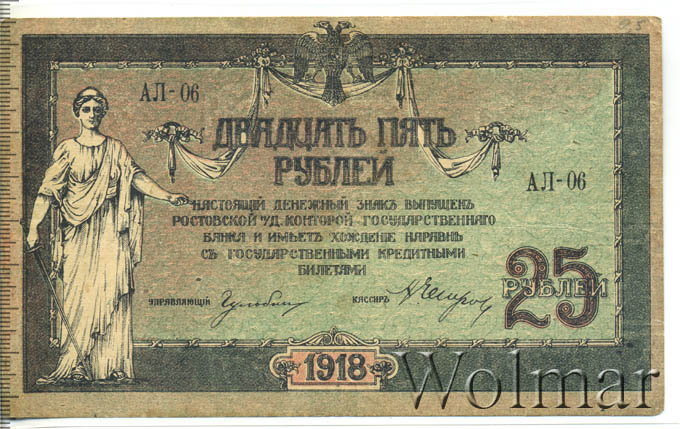 АЛ-06
ДВАДЦАТЬ ПЯТЬ
РУБЛЕЙ
АЛ-06
НАСТОЯЩІЙ ДЕНЕЖНЫЙ ЗНАК ВЫПУЩЕНЪ
РОСТОВСКОЙ Н/Д. КОНТОРОЙ ГОСУДАРСТВЕННАГО
БАНКА И ИМѢЕТЪ ХОЖДЕНІЕ НАРАВНѢ
СЪ ГОСУДАРСТВЕННЫМИ КРЕДИТНЫМИ
БИЛЕТАМИ
УПРАВЛЯЮЩІЙ
КАССИРЪ
25
РУБЛЕЙ
1918
Wolmar